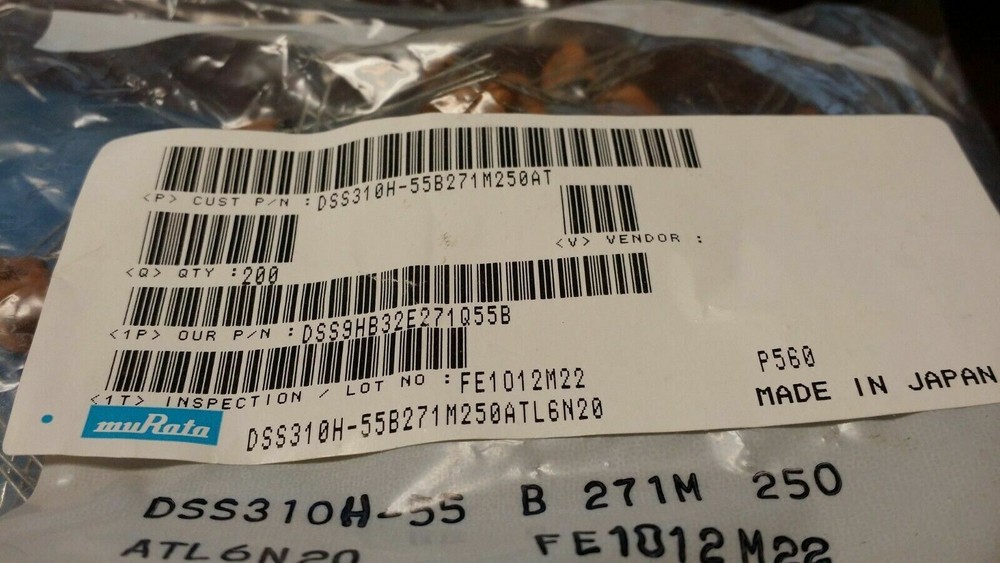 <P> CUST P/N : DSS310H-55B271M250AT
<V> VENDOR :
<Q> QTY : 200
<1P> OUR P/N : DSS9HB32E271Q55B
<1T> INSPECTION / LOT NO : FE1012M22
P560
MADE IN JAPAN
muRata
DSS310H-55B271M250ATL6N20
DSS310H-55 B 271M 250
ATL6N20 FE1012M22